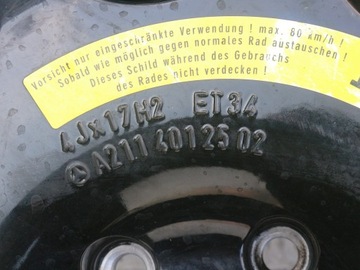 Vorsicht nur eingeschränkte Verwendung ! max. 80 km/h !
Sobald wie möglich gegen normales Rad austauschen !
Dieses Schild während des Gebrauchs
des Rades nicht verdecken !
4Jx17H2 ET34
A211 401 25 02